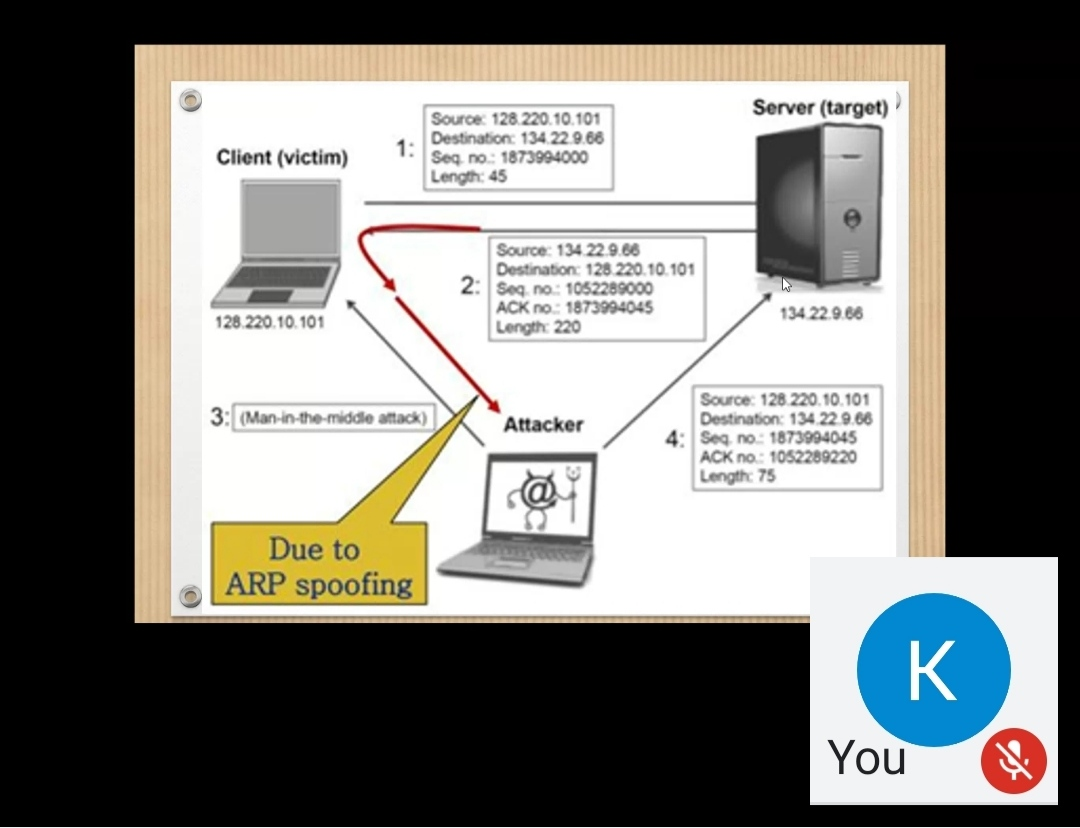 Server (target)
1:
Source: 128.220.10.101
Destination: 134.22.9.66
Seq. no.: 1873994000
Length: 45
Client (victim)
128.220.10.101
2:
Source: 134.22.9.66
Destination: 128.220.10.101
Seq. no.: 1052289000
ACK no.: 1873994045
Length: 220
134.22.9.66
3: (Man-in-the-middle attack)
Attacker
@
4:
Source: 128.220.10.101
Destination: 134.22.9.66
Seq. no.: 1873994045
ACK no.: 1052289220
Length: 75
Due to
ARP spoofing
K
You